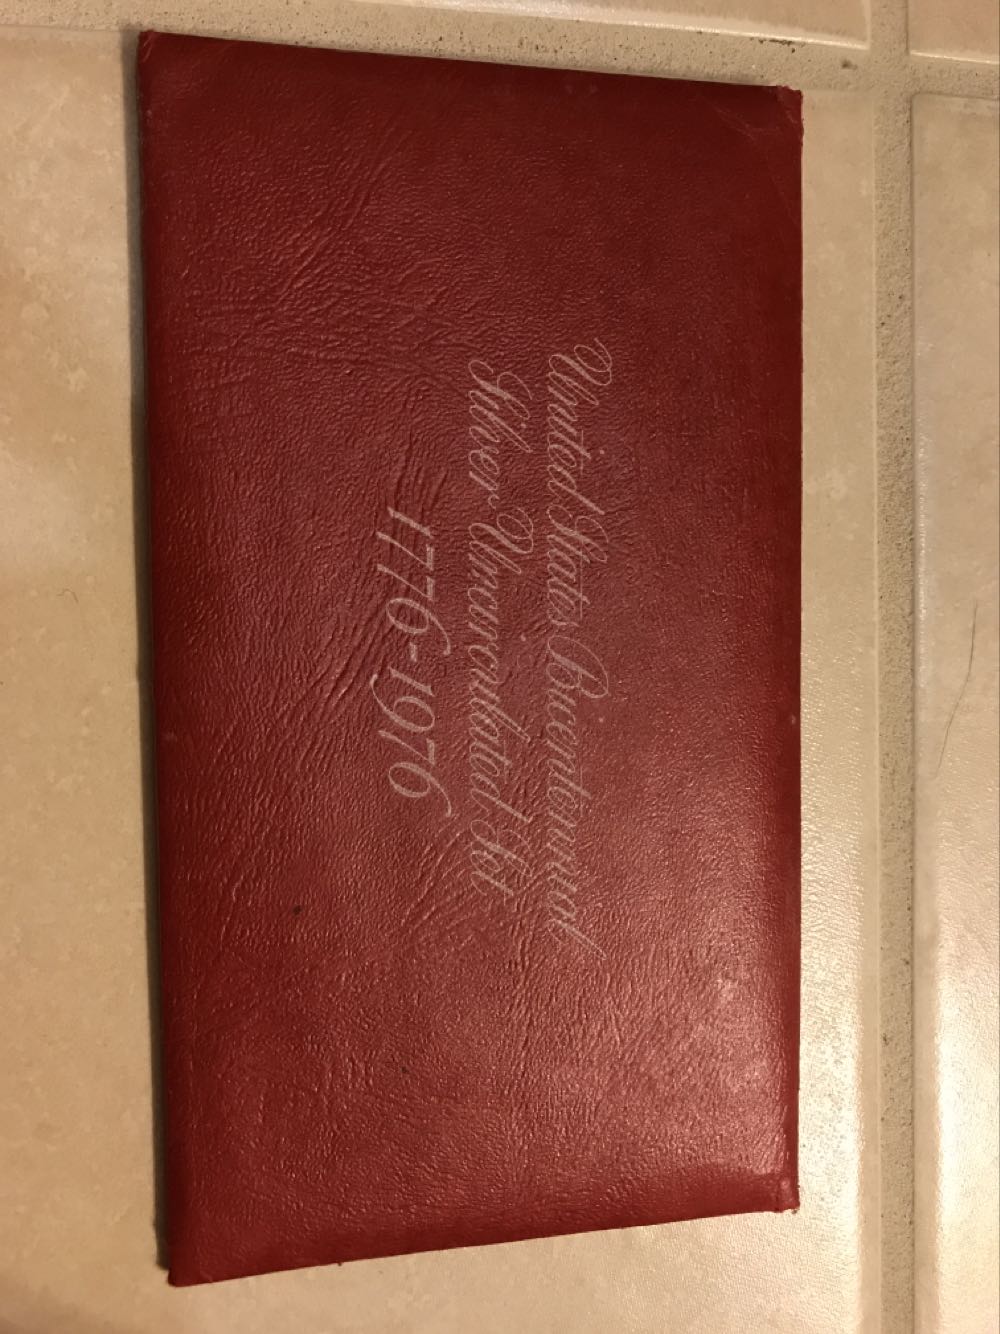 United States Bicentennial
Silver Uncirculated Set
1776-1976